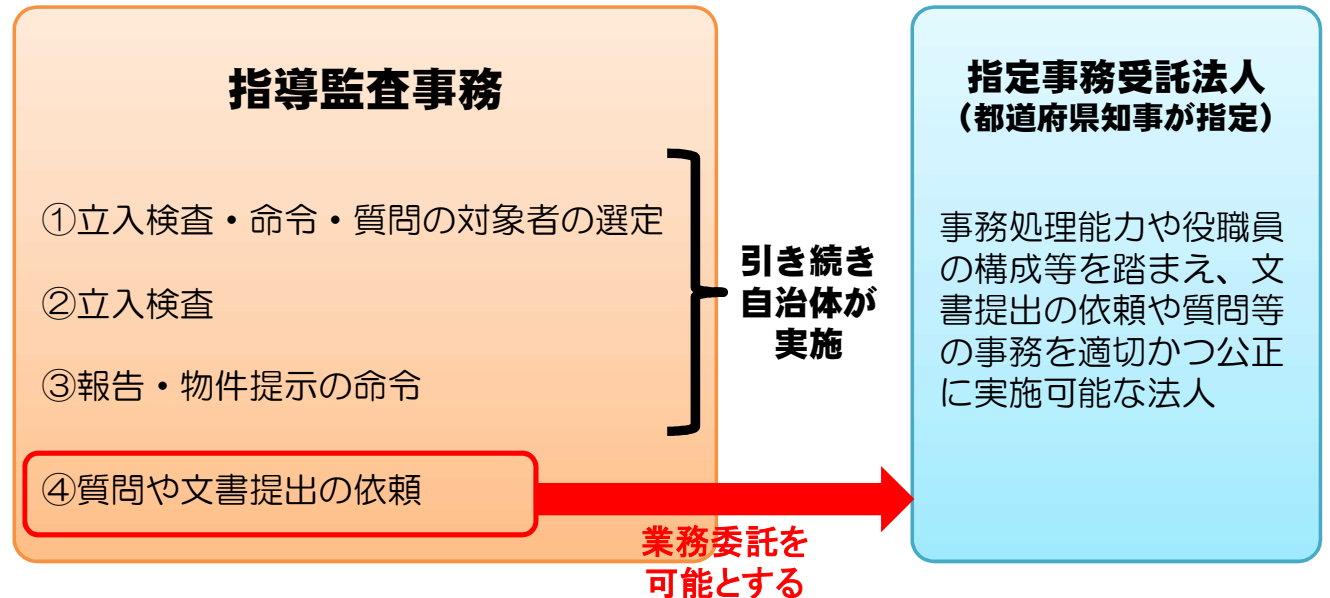 指導監査事務
①立入検査・命令・質問の対象者の選定
②立入検査
③報告・物件提示の命令
④質問や文書提出の依頼
引き続き
自治体が
実施
業務委託を
可能とする
指定事務受託法人
（都道府県知事が指定）
事務処理能力や役職員
の構成等を踏まえ、文
書提出の依頼や質問等
の事務を適切かつ公正
に実施可能な法人